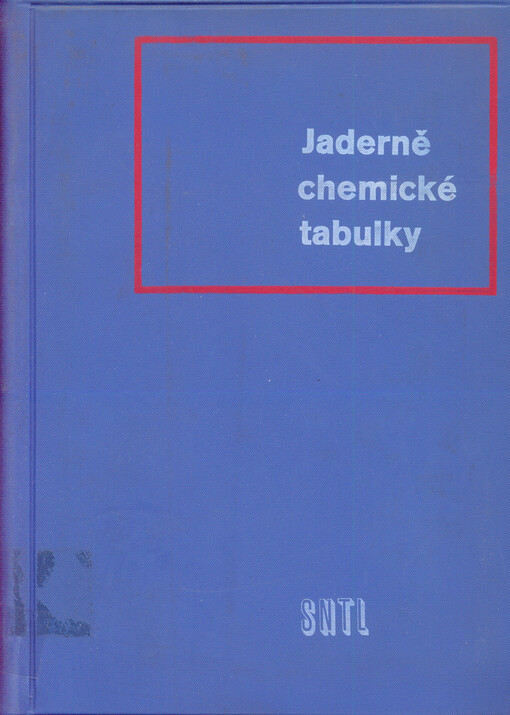 Jaderně
chemické
tabulky
SNTL